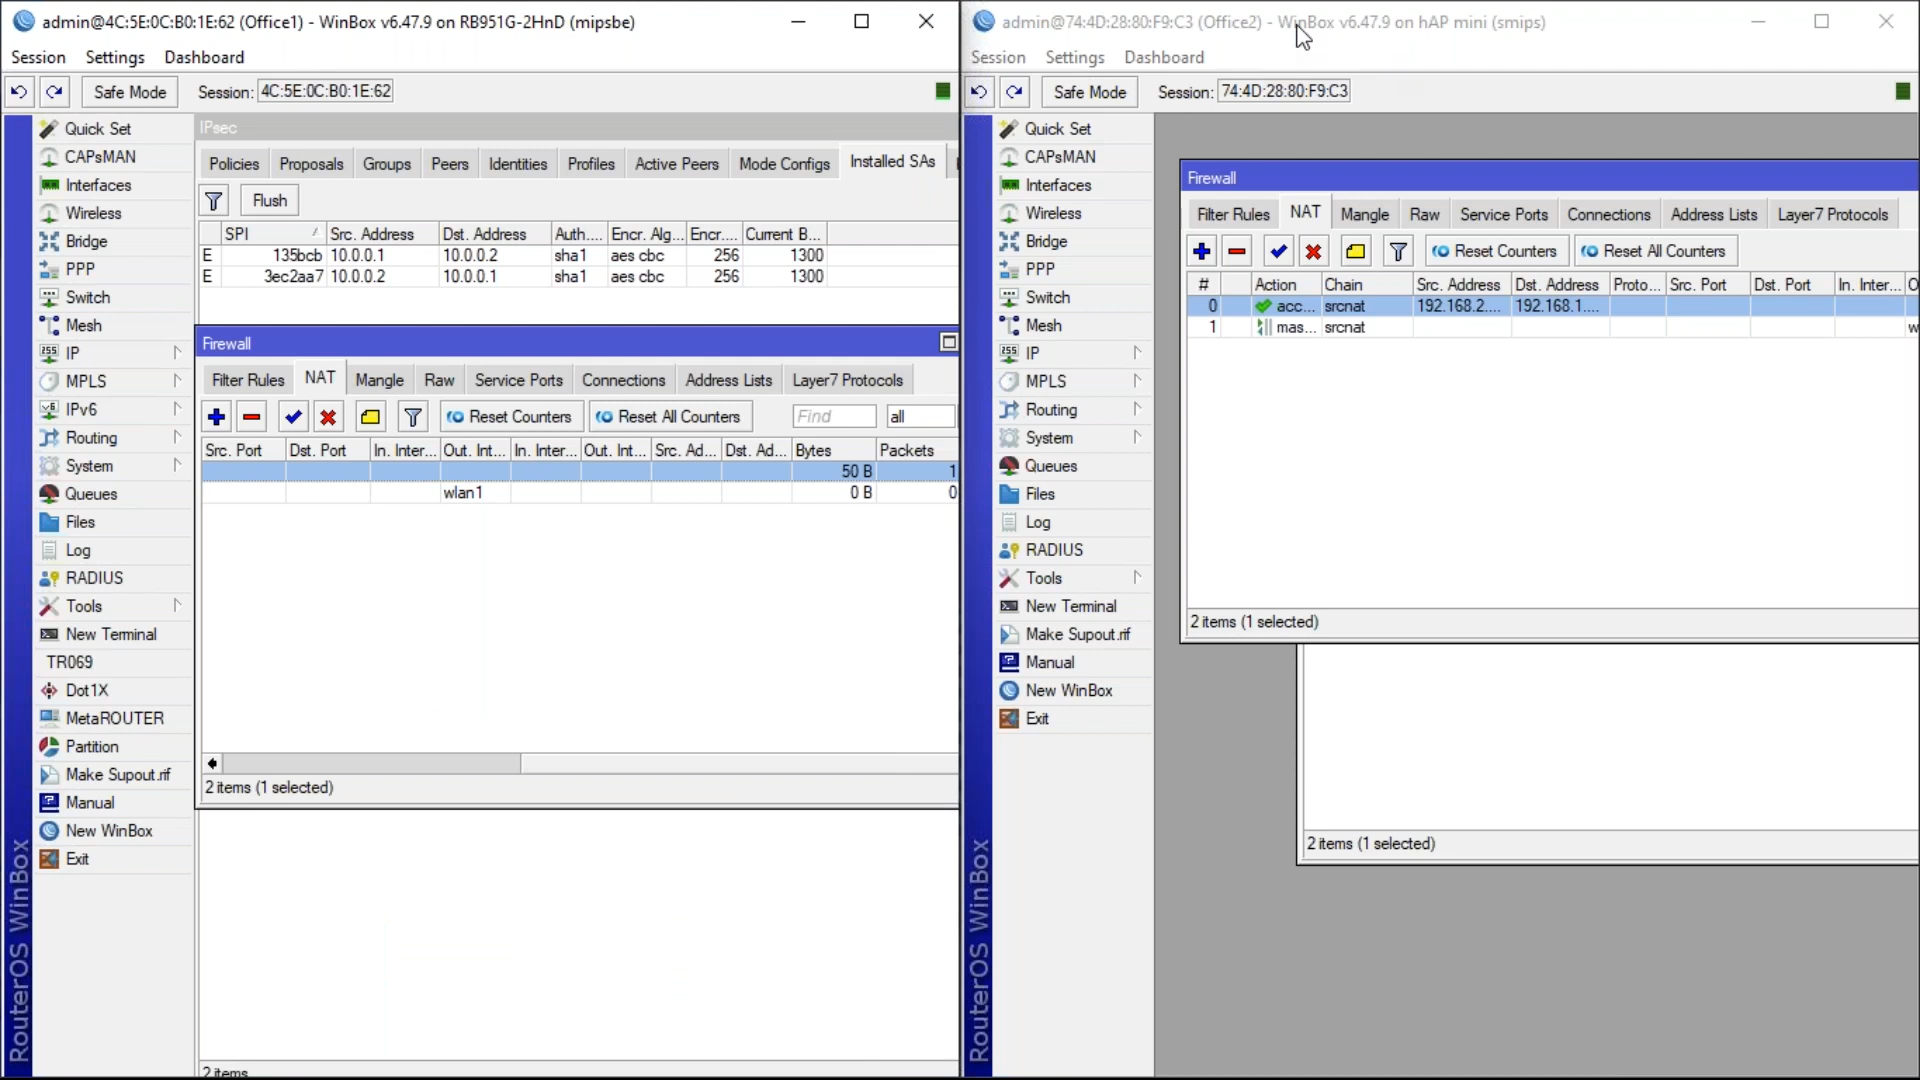 admin@4C:5E:0C:B0:1E:62 (Office1) - WinBox v6.47.9 on RB951G-2HnD (mipsbe)
Session Settings Dashboard
Safe Mode Session: 4C:5E:0C:B0:1E:62
Quick Set
CAPsMAN
Interfaces
Wireless
Bridge
PPP
Switch
Mesh
IP
MPLS
IPv6
Routing
System
Queues
Files
Log
RADIUS
Tools
New Terminal
TR069
Dot1X
MetaROUTER
Partition
Make Supout.rif
Manual
New WinBox
Exit
RouterOS WinBox
IPsec
Policies Proposals Groups Peers Identities Profiles Active Peers Mode Configs Installed SAs
Flush
SPI Src. Address Dst. Address Auth.... Encr. Alg... Encr.... Current B...
E 135bcb 10.0.0.1 10.0.0.2 sha1 aes cbc 256 1300
E 3ec2aa7 10.0.0.2 10.0.0.1 sha1 aes cbc 256 1300
Firewall
Filter Rules NAT Mangle Raw Service Ports Connections Address Lists Layer7 Protocols
Reset Counters Reset All Counters Find all
Src. Port Dst. Port In. Inter... Out. Int... In. Inter... Out. Int... Src. Ad... Dst. Ad... Bytes Packets
50 B 1
wlan1 0 B 0
2 items (1 selected)
2 items
admin@74:4D:28:80:F9:C3 (Office2) - WinBox v6.47.9 on hAP mini (smips)
Session Settings Dashboard
Safe Mode Session: 74:4D:28:80:F9:C3
Quick Set
CAPsMAN
Interfaces
Wireless
Bridge
PPP
Switch
Mesh
IP
MPLS
Routing
System
Queues
Files
Log
RADIUS
Tools
New Terminal
Make Supout.rif
Manual
New WinBox
Exit
RouterOS WinBox
Firewall
Filter Rules NAT Mangle Raw Service Ports Connections Address Lists Layer7 Protocols
Reset Counters Reset All Counters
# Action Chain Src. Address Dst. Address Proto... Src. Port Dst. Port In. Inter... O
0 acc... srcnat 192.168.2.... 192.168.1....
1 mas... srcnat w
2 items (1 selected)
2 items (1 selected)